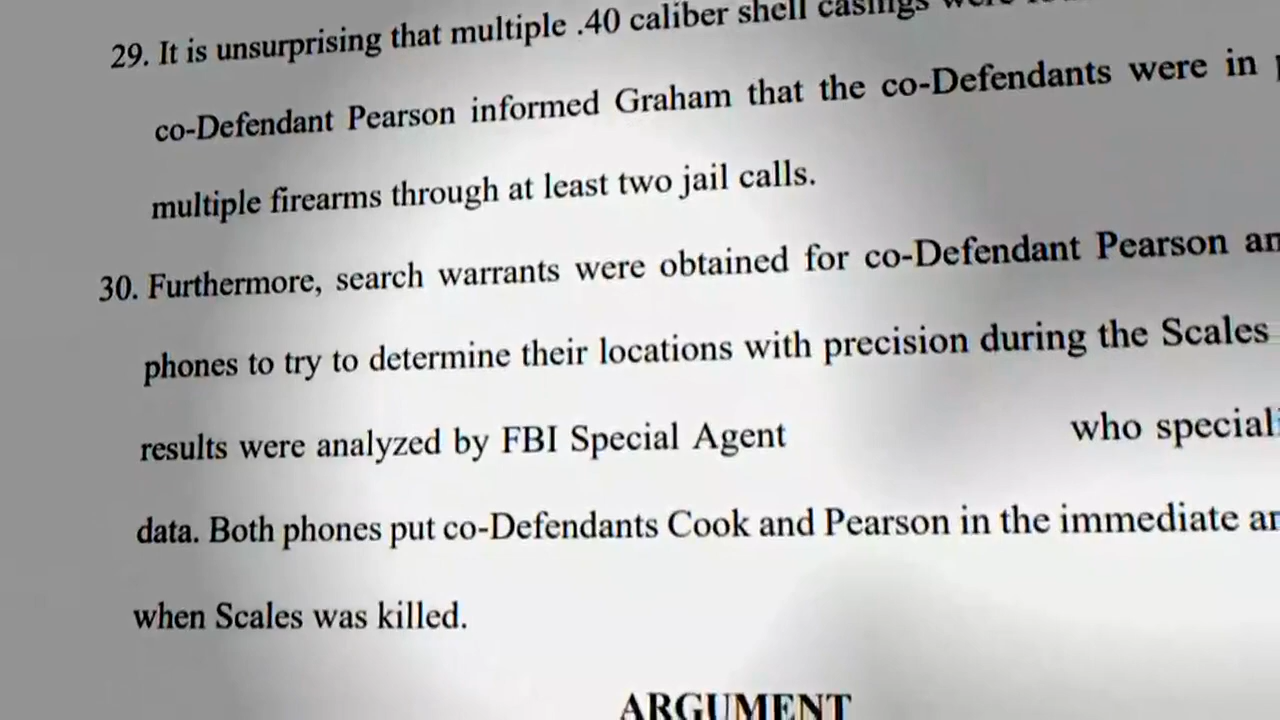 29. It is unsurprising that multiple .40 caliber shell casings were
co-Defendant Pearson informed Graham that the co-Defendants were in
multiple firearms through at least two jail calls.
30. Furthermore, search warrants were obtained for co-Defendant Pearson an
phones to try to determine their locations with precision during the Scales
results were analyzed by FBI Special Agent who speciali
data. Both phones put co-Defendants Cook and Pearson in the immediate ar
when Scales was killed.
ARGUMENT